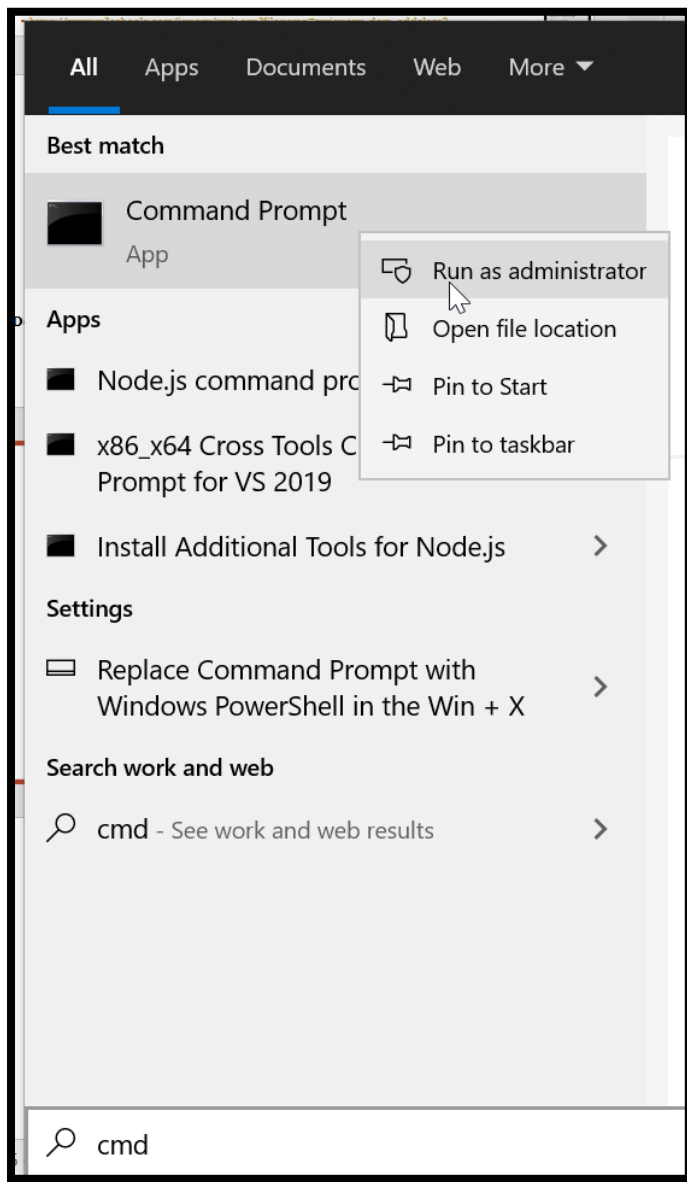 All Apps Documents Web More
Best match
Command Prompt
App
Run as administrator
Open file location
Pin to Start
Pin to taskbar
Apps
Node.js command pro
x86_x64 Cross Tools C
Prompt for VS 2019
Install Additional Tools for Node.js
Settings
Replace Command Prompt with
Windows PowerShell in the Win + X
Search work and web
cmd - See work and web results
cmd